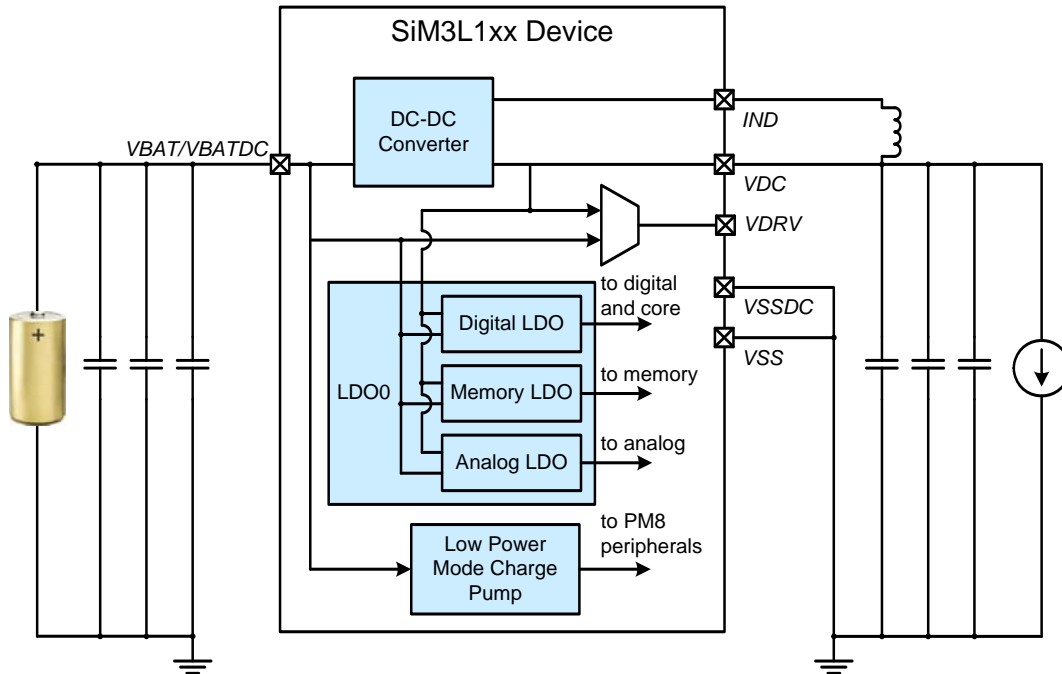 SiM3L1xx Device
DC-DC
Converter
IND
VBAT/VBATDC
VDC
VDRV
to digital
and core
VSSDC
Digital LDO
VSS
+
to memory
LDO0
Memory LDO
to analog
Analog LDO
to PM8
peripherals
Low Power
Mode Charge
Pump